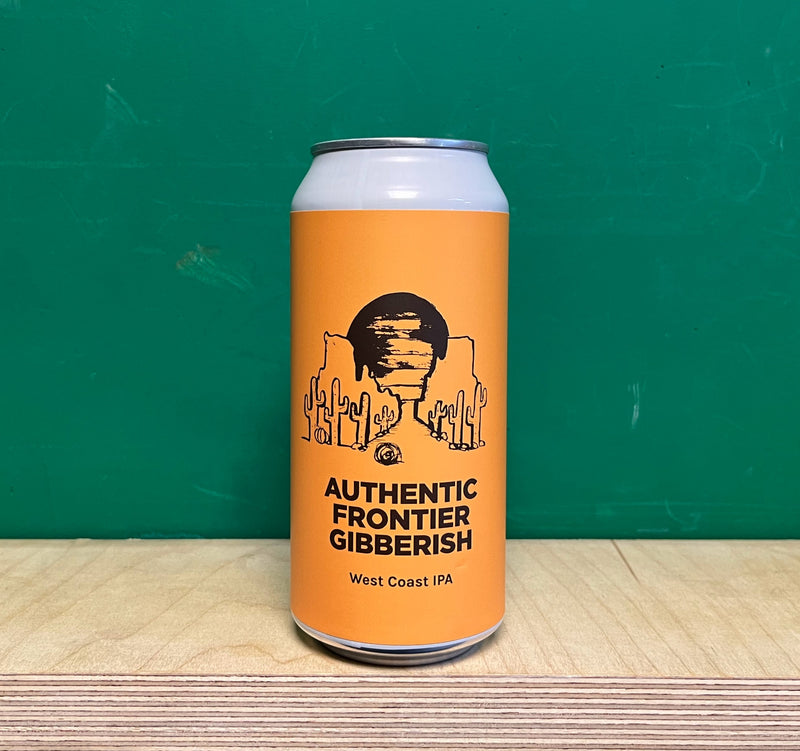 AUTHENTIC
FRONTIER
GIBBERISH
West Coast IPA